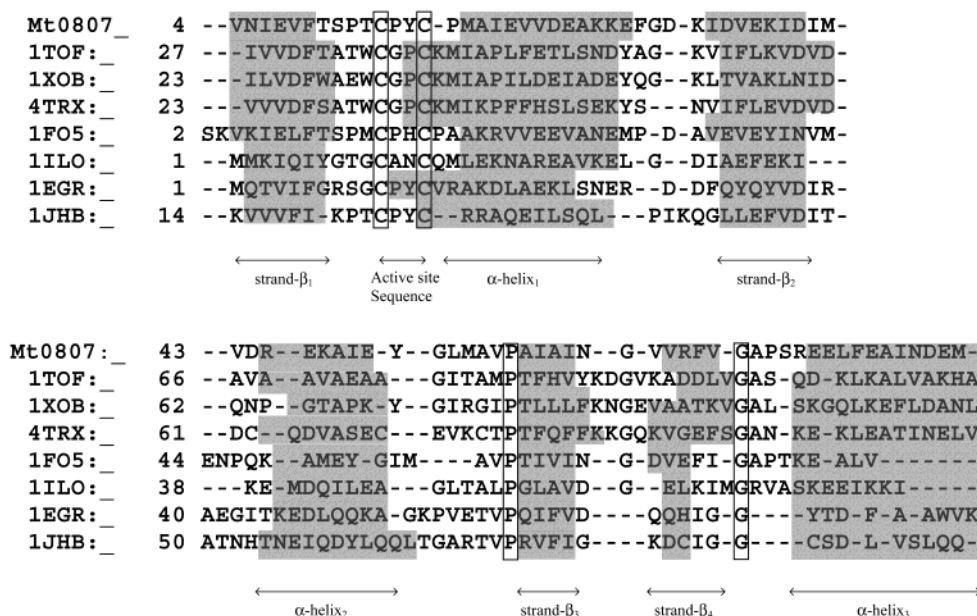 Mt0807_ 4 --VNIEVFTSPTCPYC-PMAIEVVDEAKKEFGD-KIDVEKIDIM-
1TOF:_ 27 ---IVVDFTATWCGPCKMIAPLFETLSNDYAG--KVIFLKVDVD-
1XOB:_ 23 ---ILVDFWAEWCGPCKMIAPILDEIADEYQG--KLTVAKLNID-
4TRX:_ 23 ---VVVDFSATWCGPCKMIKPFFHSLSEKYS--NVIFLEVDVD-
1FO5:_ 2 SKVKIELFTSPMCPHCPAAKRVVEEVANEMP-D-AVEVEYINVM-
1ILO:_ 1 --MMKIQIYGTGCANCQMLEKNAREAVKEL-G-DIAEFEKI---
1EGR:_ 1 --MQTVIFGRSGCPYCVRAKDLAEKLSNER--D-DFQYQYVDIR-
1JHB:_ 14 --KVVVFI-KPTCPYC--RRAQEILSQL---PIKQGLLEFVDIT-
strand-β1 Active site Sequence α-helix1 strand-β2
Mt0807:_ 43 --VDR--EKAIE-Y--GLMAVPAIAIN--G-VVRFV-GAPSREELFEAINDEM-
1TOF:_ 66 --AVA--AVAEAA---GITAMPTFHVYKDGVKADDLVGAS-QD-KLKALVAKHA
1XOB:_ 62 --QNP--GTAPK-Y--GIRGIPTLLLFKNGEVAATKVGAL-SKGQLKEFLDANL
4TRX:_ 61 --DC---QDVASEC---EVKCTPTFQFFKKGQKVGEFSGAN-KE-KLEATINELV
1FO5:_ 44 ENPQK--AMEY-GIM----AVPTIVIN--G-DVEFI-GAPTKE-ALV------
1ILO:_ 38 --KE-MDQILEA---GLTALPGLAVD--G--ELKIMGRVASKEEIKKI-----
1EGR:_ 40 AEGITKEDLQQKA-GKPVETVPQIFVD----QQHIG-G----YTD-F-A-AWVK
1JHB:_ 50 ATNHTNEIQDYLQQLTGARTVPRVFIG----KDCIG-G----CSD-L-VSLQQ-
α-helix2 strand-β3 strand-β4 α-helix3